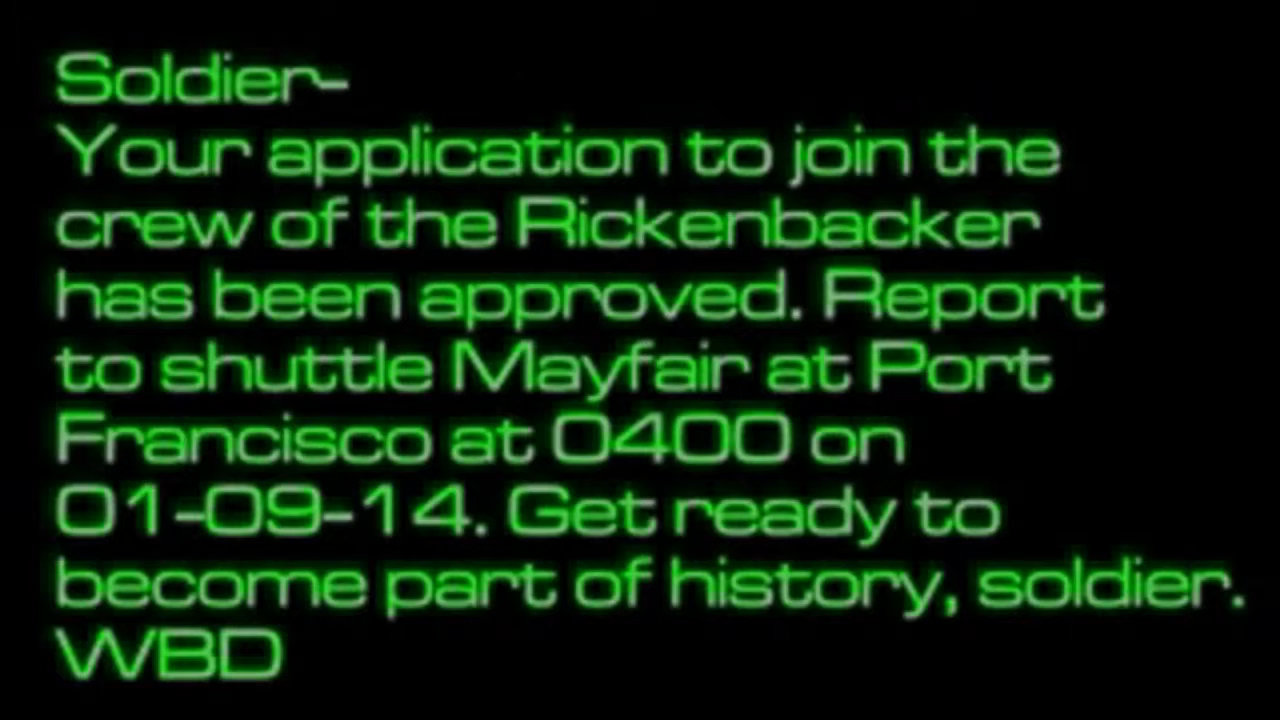 Soldier-
Your application to join the
crew of the Rickenbacker
has been approved. Report
to shuttle Mayfair at Port
Francisco at 0400 on
01-09-14. Get ready to
become part of history, soldier.
WBD